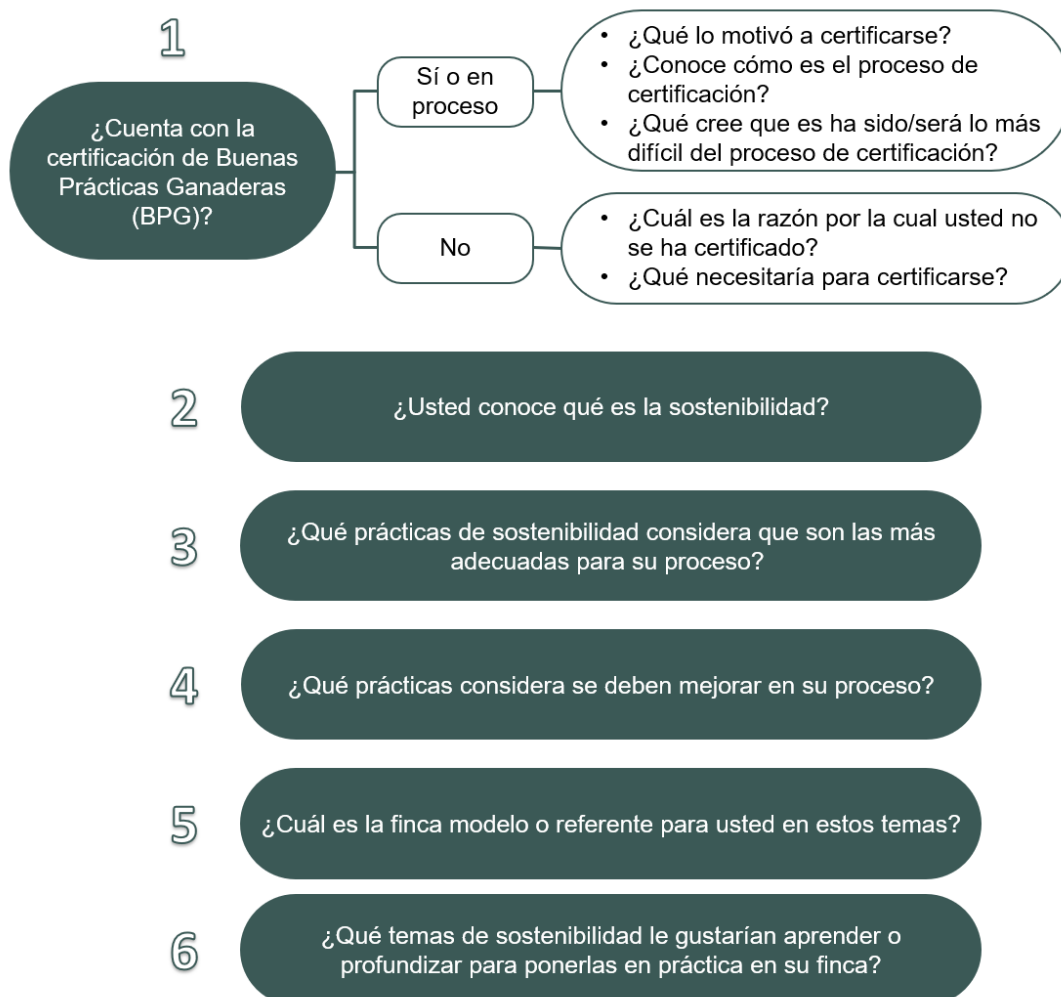 1
¿Cuenta con la
certificación de Buenas
Prácticas Ganaderas
(BPG)?
Sí o en
proceso
• ¿Qué lo motivó a certificarse?
• ¿Conoce cómo es el proceso de
certificación?
• ¿Qué cree que es ha sido/será lo más
difícil del proceso de certificación?
No
• ¿Cuál es la razón por la cual usted no
se ha certificado?
• ¿Qué necesitaría para certificarse?
2
¿Usted conoce qué es la sostenibilidad?
3
¿Qué prácticas de sostenibilidad considera que son las más
adecuadas para su proceso?
4
¿Qué prácticas considera se deben mejorar en su proceso?
5
¿Cuál es la finca modelo o referente para usted en estos temas?
6
¿Qué temas de sostenibilidad le gustarían aprender o
profundizar para ponerlas en práctica en su finca?